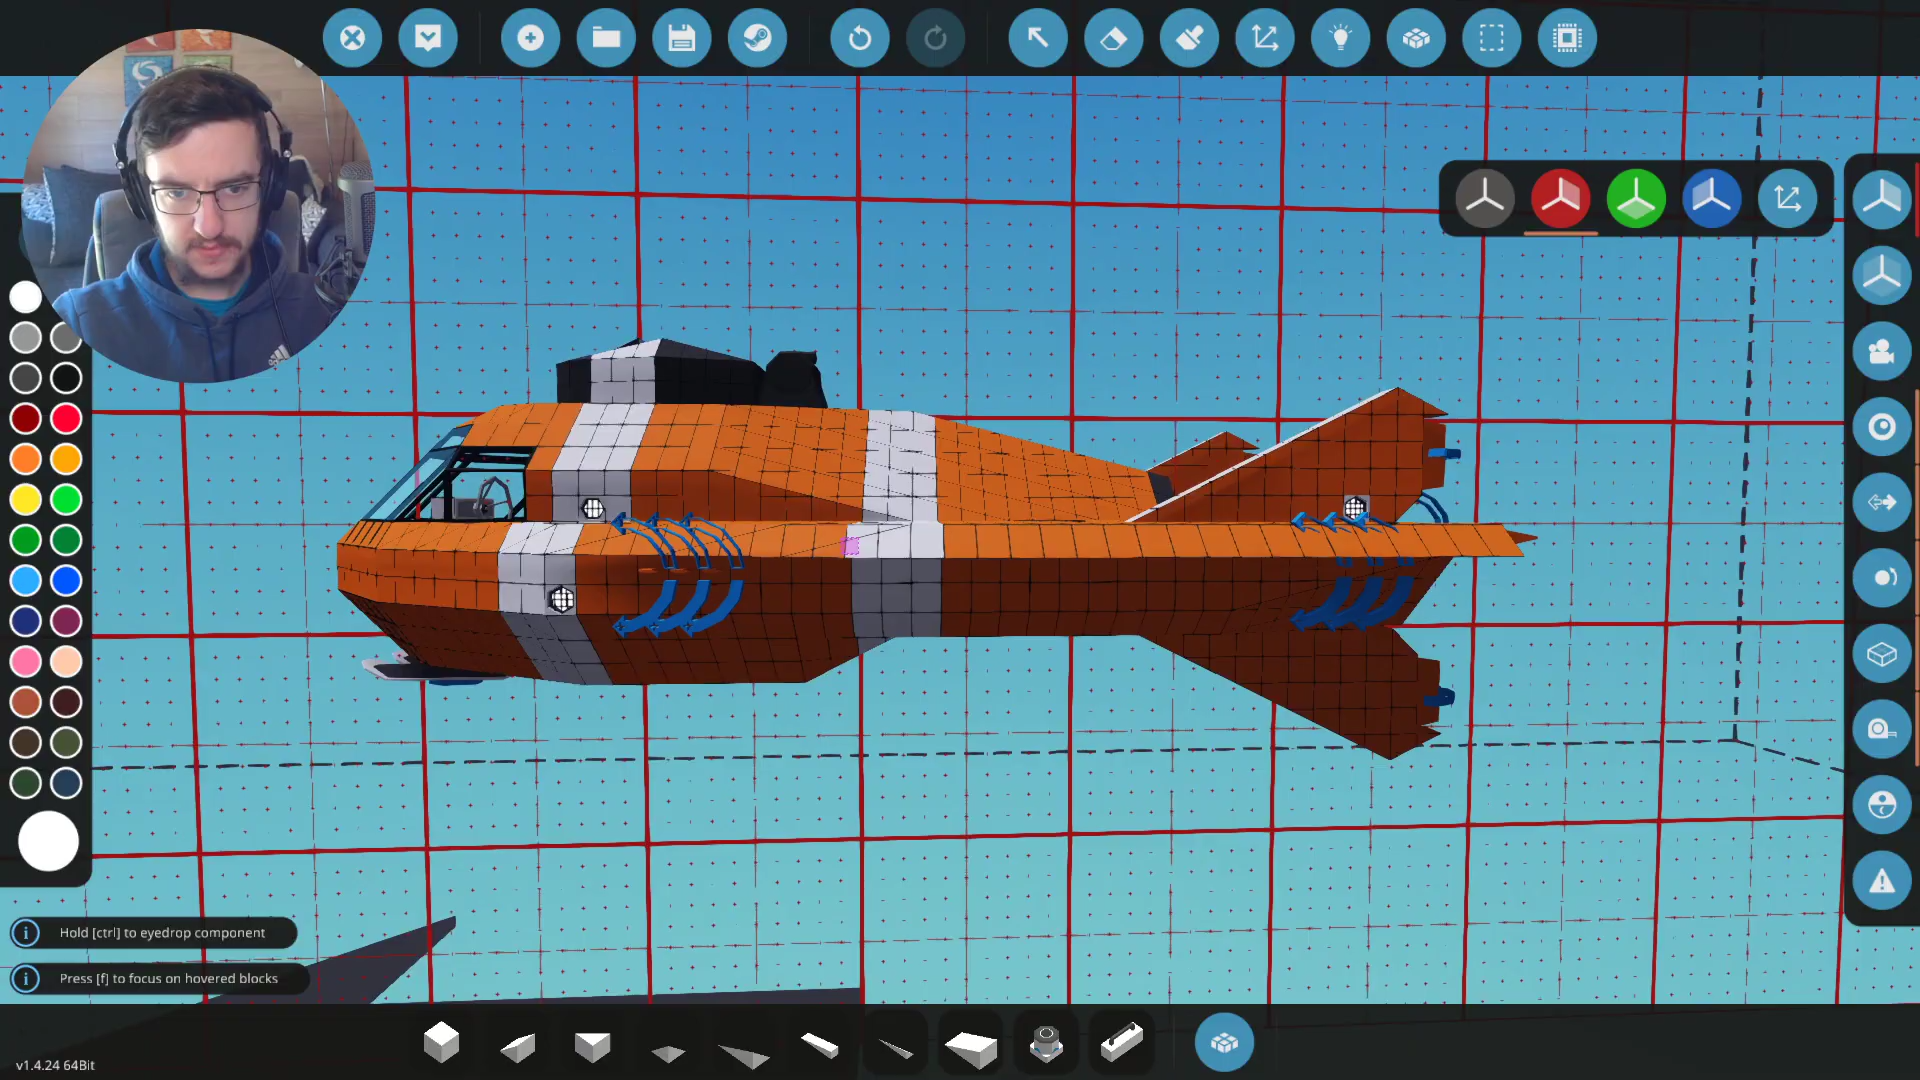 Hold [ctrl] to eyedrop component
Press [f] to focus on hovered blocks
v1.4.24 64Bit